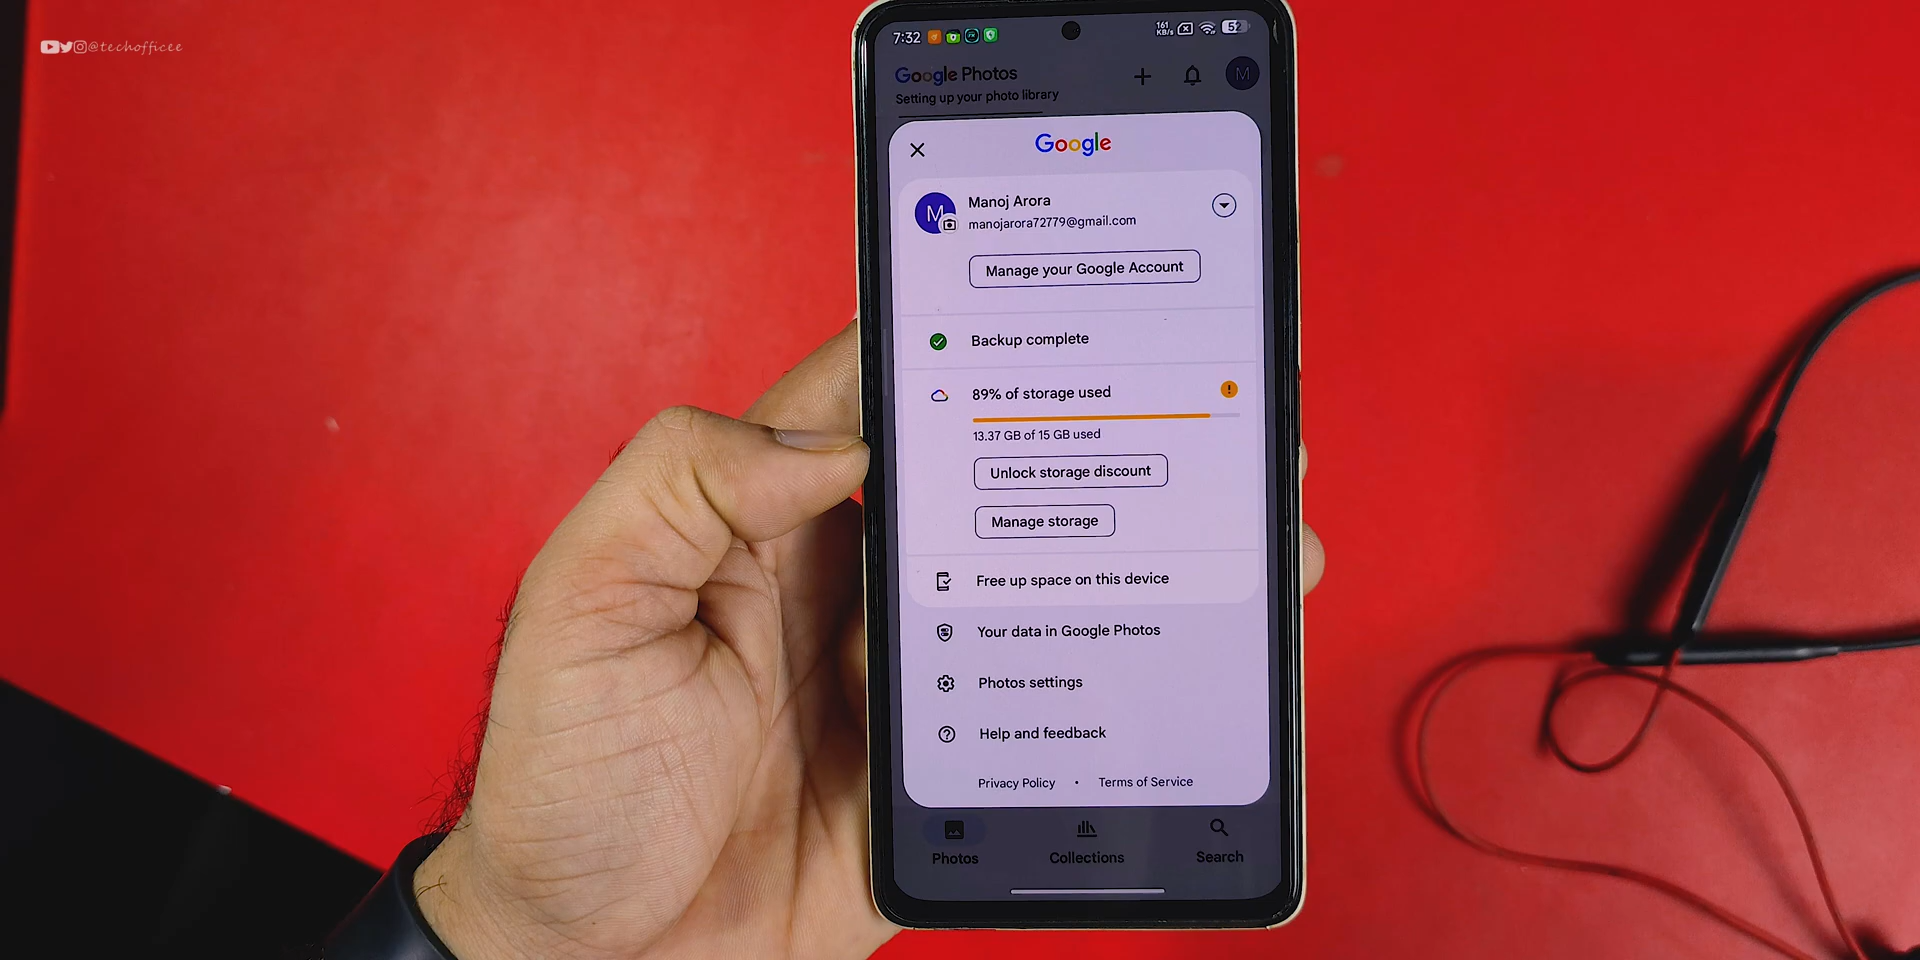 @techofficee
7:32
161
KB/s
52
Google Photos
M
Setting up your photo library
Google
M
Manoj Arora
manojarora72779@gmail.com
Manage your Google Account
Backup complete
89% of storage used
13.37 GB of 15 GB used
Unlock storage discount
Manage storage
Free up space on this device
Your data in Google Photos
Photos settings
Help and feedback
Privacy Policy • Terms of Service
Photos
Collections
Search